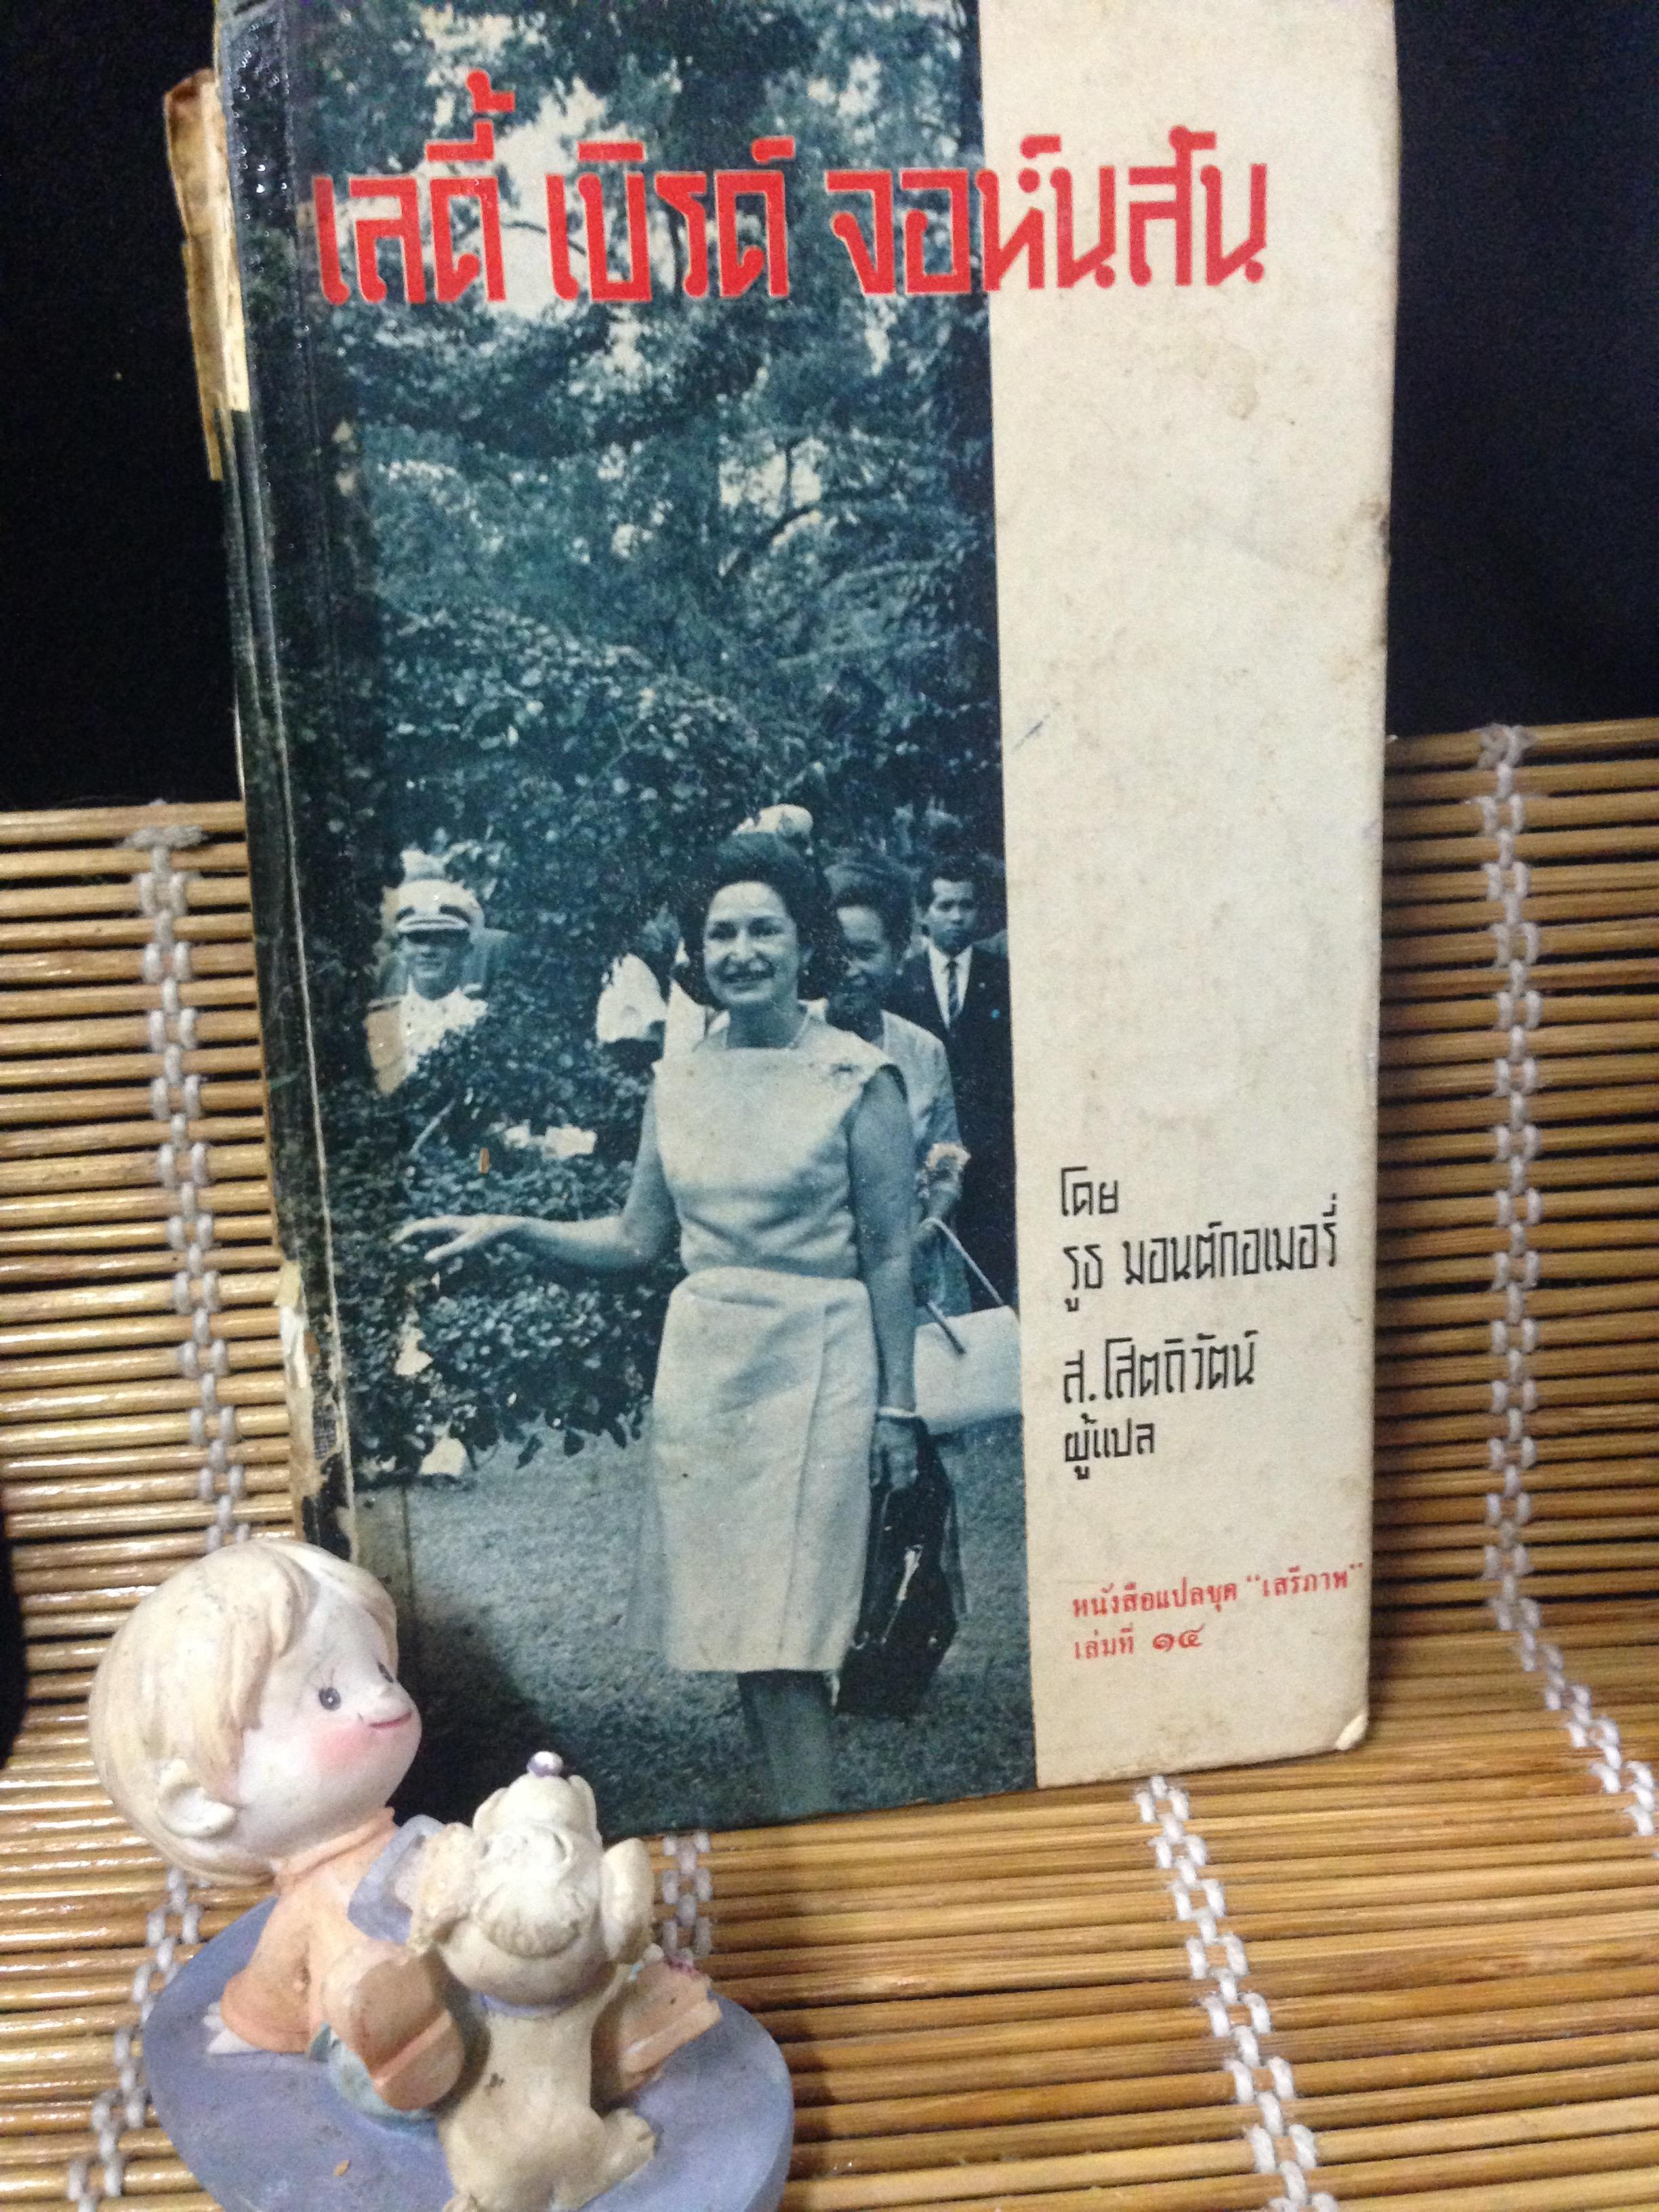 เลดี้ เบิรด์ จอห์นสัน
โดย
รูธ มอนต์กอเมอรี่
ส.โสตถิวัตน์
ผู้แปล
หนังสือแปลชุด "เสรีภาพ"
เล่มที่ ๑๔